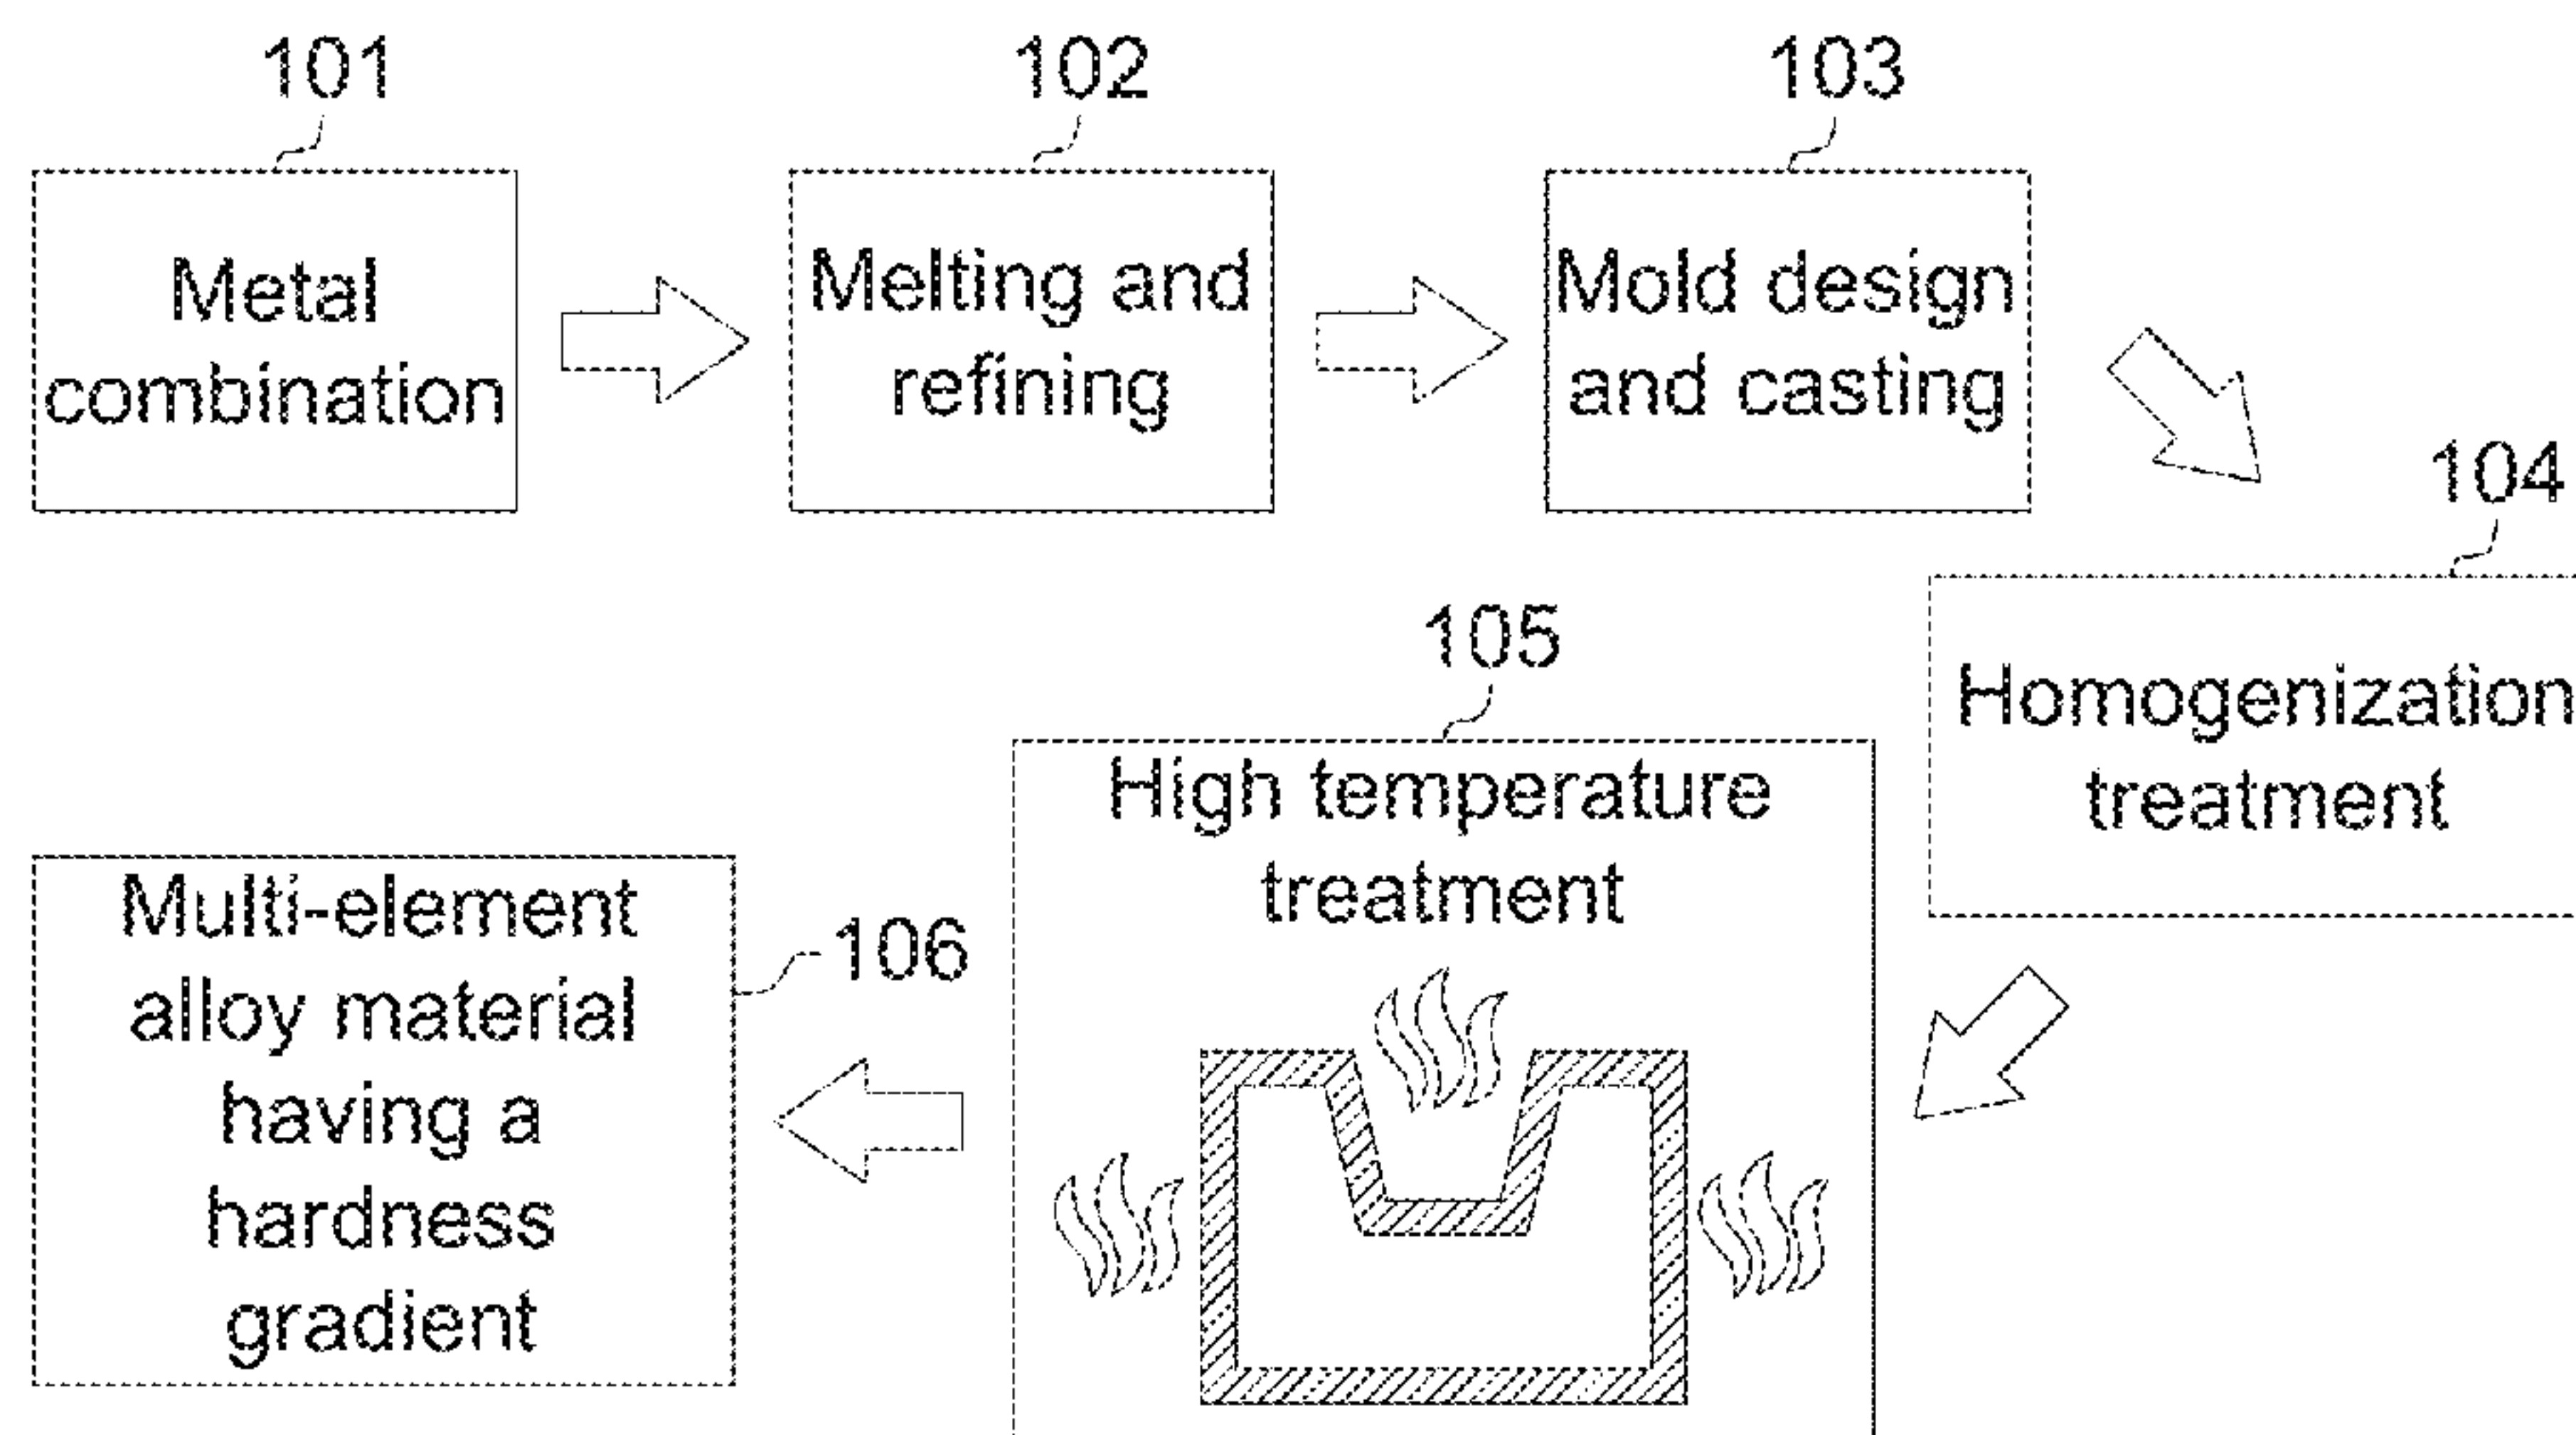 101
Metal
combination
102
Melting and
refining
103
Mold design
and casting
104
Homogenization
treatment
105
High temperature
treatment
106
Multi-element
alloy material
having a
hardness
gradient